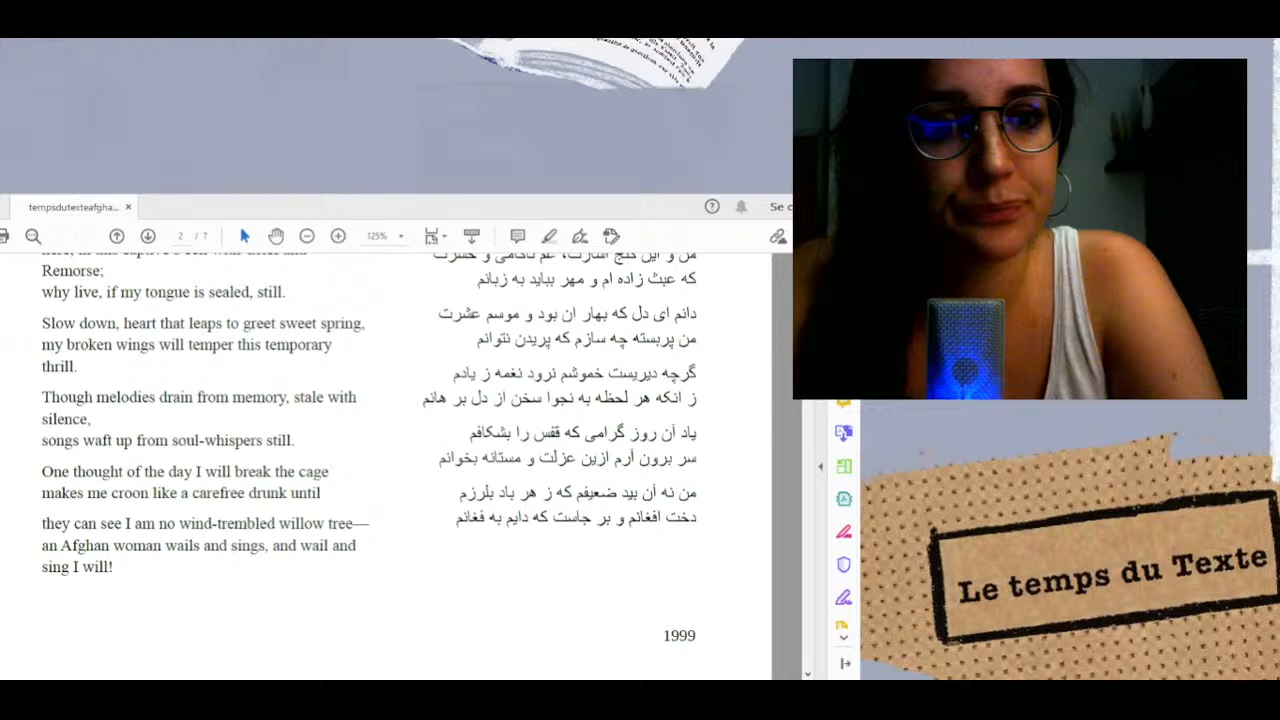 tempsdutexteafgha...
Se c
2 / 7
125%
Remorse;
why live, if my tongue is sealed, still.
Slow down, heart that leaps to greet sweet spring,
my broken wings will temper this temporary
thrill.
Though melodies drain from memory, stale with
silence,
songs waft up from soul-whispers still.
One thought of the day I will break the cage
makes me croon like a carefree drunk until
they can see I am no wind-trembled willow tree—
an Afghan woman wails and sings, and wail and
sing I will!
من و این کنج اسارت، غم ناکامی و حسرت
که عبث زاده ام و مهر بباید به زبانم
دانم ای دل که بهار ان بود و موسم عشرت
من پربسته چه سازم که پریدن نتوانم
گرچه دیریست خموشم نرود نغمه ز یادم
ز انکه هر لحظه به نجوا سخن از دل بر هانم
یاد آن روز گرامی که قفس را بشکافم
سر برون آرم ازین عزلت و مستانه بخوانم
من نه آن بید ضعیفم که ز هر باد بلرزم
دخت افغانم و بر جاست که دایم به فغانم
1999
Le temps du Texte